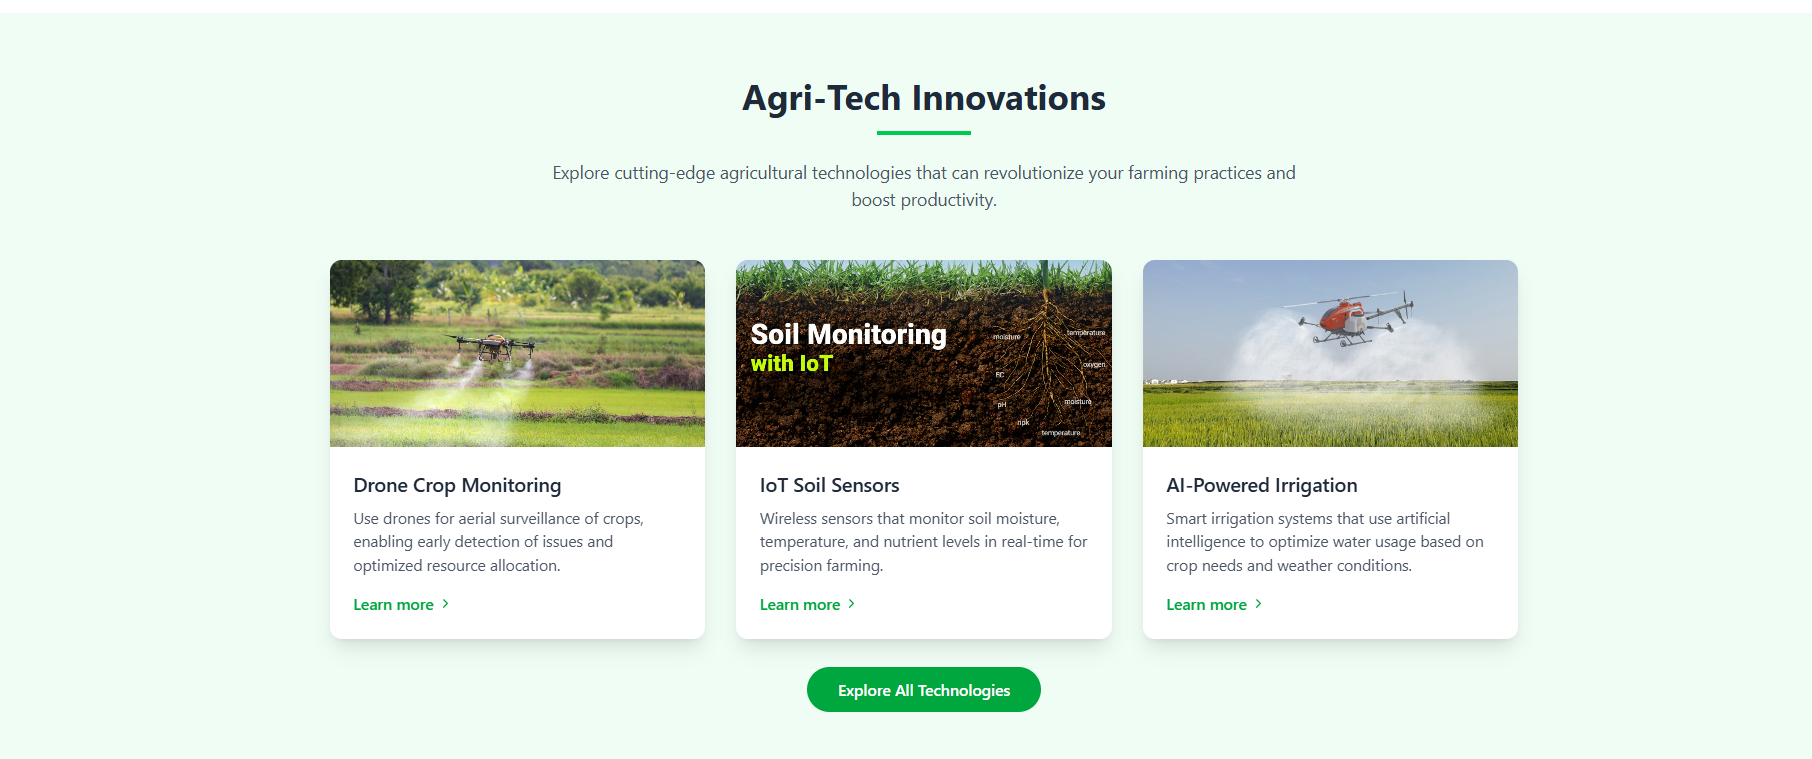 Agri-Tech Innovations
Explore cutting-edge agricultural technologies that can revolutionize your farming practices and
boost productivity.
Soil Monitoring
with IoT
moisture
temperature
EC
oxygen
pH
moisture
npk
temperature
Drone Crop Monitoring
Use drones for aerial surveillance of crops,
enabling early detection of issues and
optimized resource allocation.
Learn more
IoT Soil Sensors
Wireless sensors that monitor soil moisture,
temperature, and nutrient levels in real-time for
precision farming.
Learn more
AI-Powered Irrigation
Smart irrigation systems that use artificial
intelligence to optimize water usage based on
crop needs and weather conditions.
Learn more
Explore All Technologies